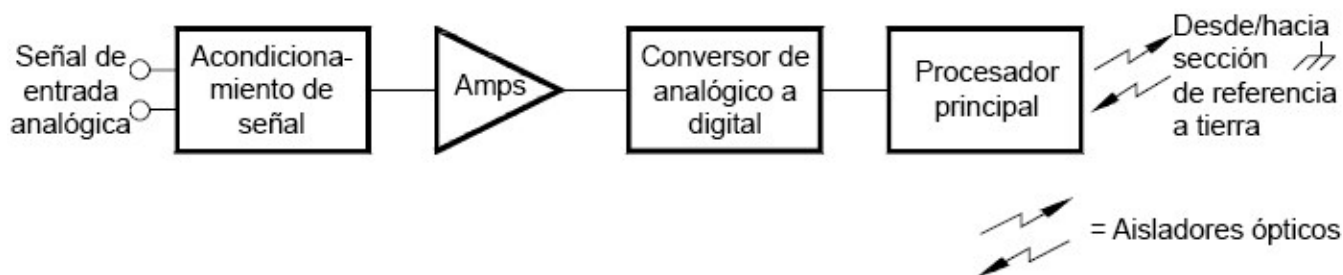 Señal de
entrada
analógica
Acondiciona-
miento de
señal
Amps
Conversor de
analógico a
digital
Procesador
principal
Desde/hacia
sección
de referencia
a tierra
= Aisladores ópticos